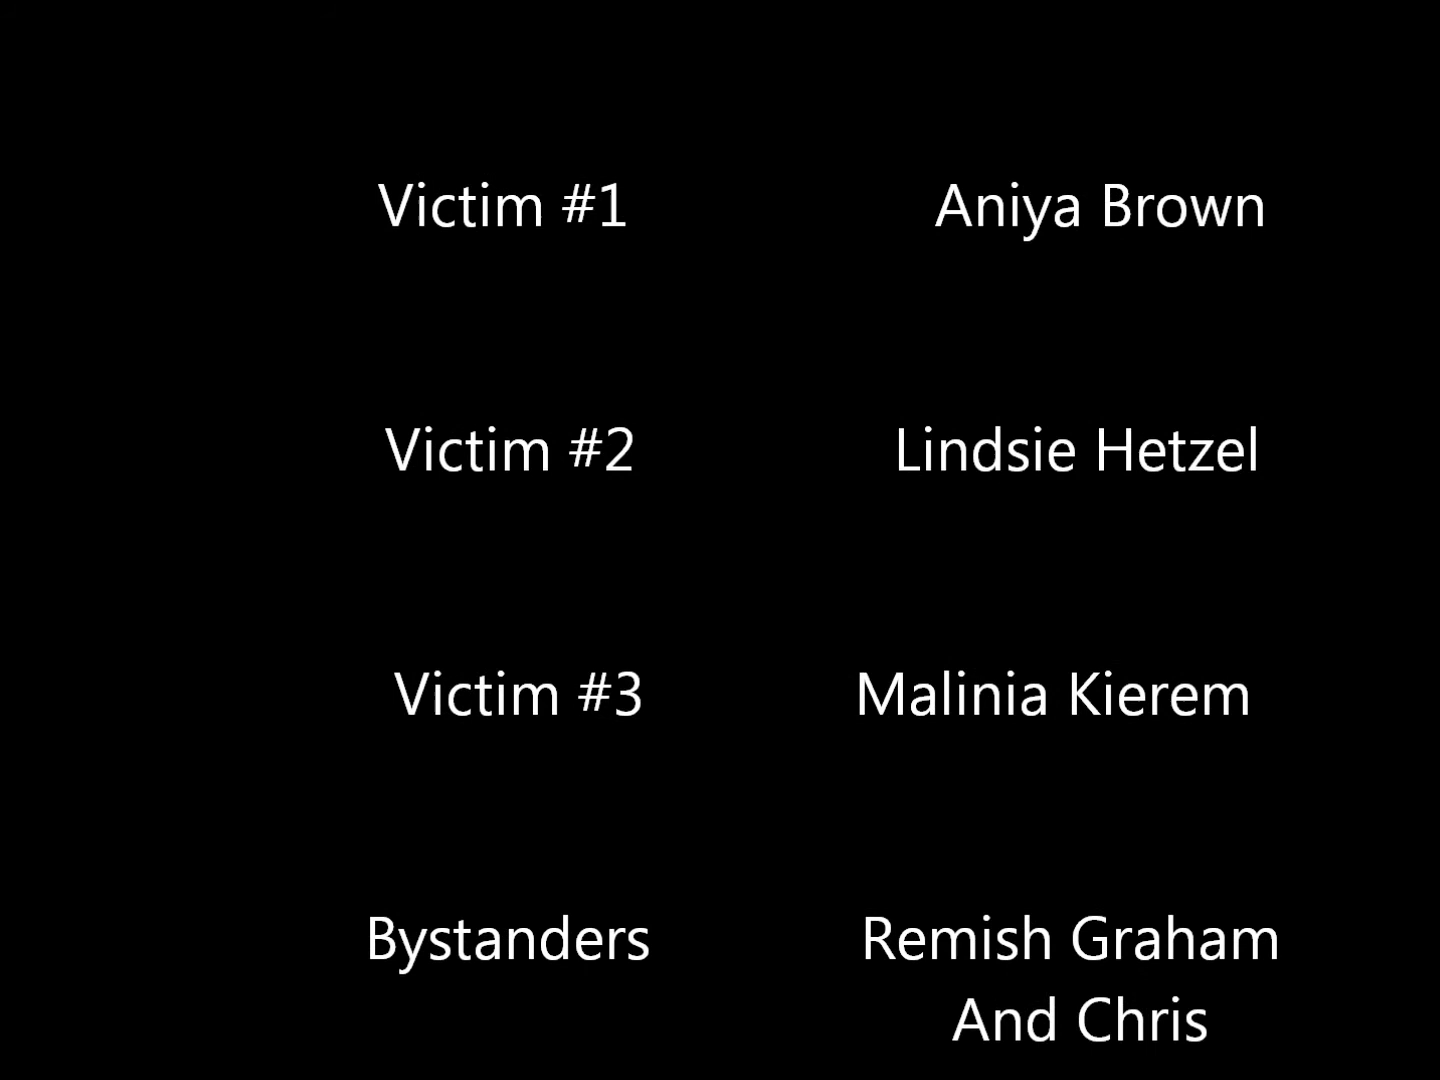 Victim #1 Aniya Brown
Victim #2 Lindsie Hetzel
Victim #3 Malinia Kierem
Bystanders Remish Graham
And Chris